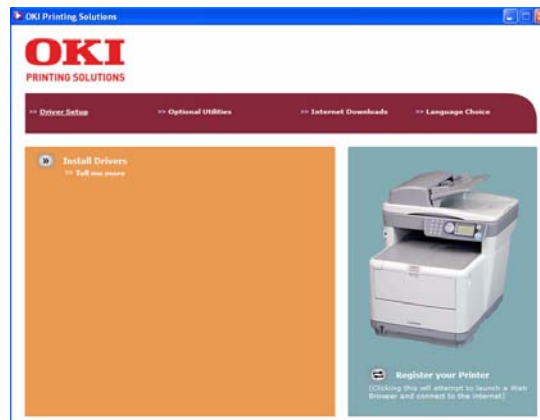 OKI Printing Solutions
OKI
PRINTING SOLUTIONS
>> Driver Setup >> Optional Utilities >> Internet Downloads >> Language Choice
Install Drivers
>> Tell me more
Register your Printer
(Clicking this will attempt to launch a Web
Browser and connect to the internet)